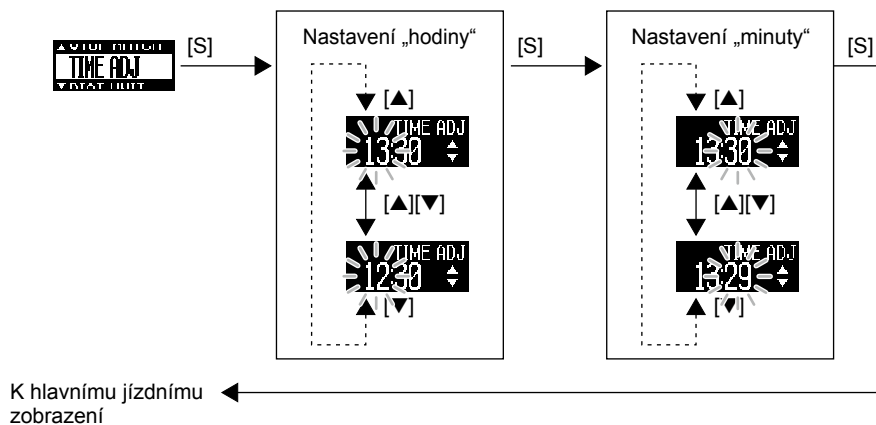 TIME ADJ
[S]
Nastavení „hodiny“
[▲]
TIME ADJ
13:30
[▲][▼]
TIME ADJ
12:30
[▼]
[S]
Nastavení „minuty“
[▲]
TIME ADJ
13:30
[▲][▼]
TIME ADJ
13:29
[▼]
[S]
K hlavnímu jízdnímu
zobrazení